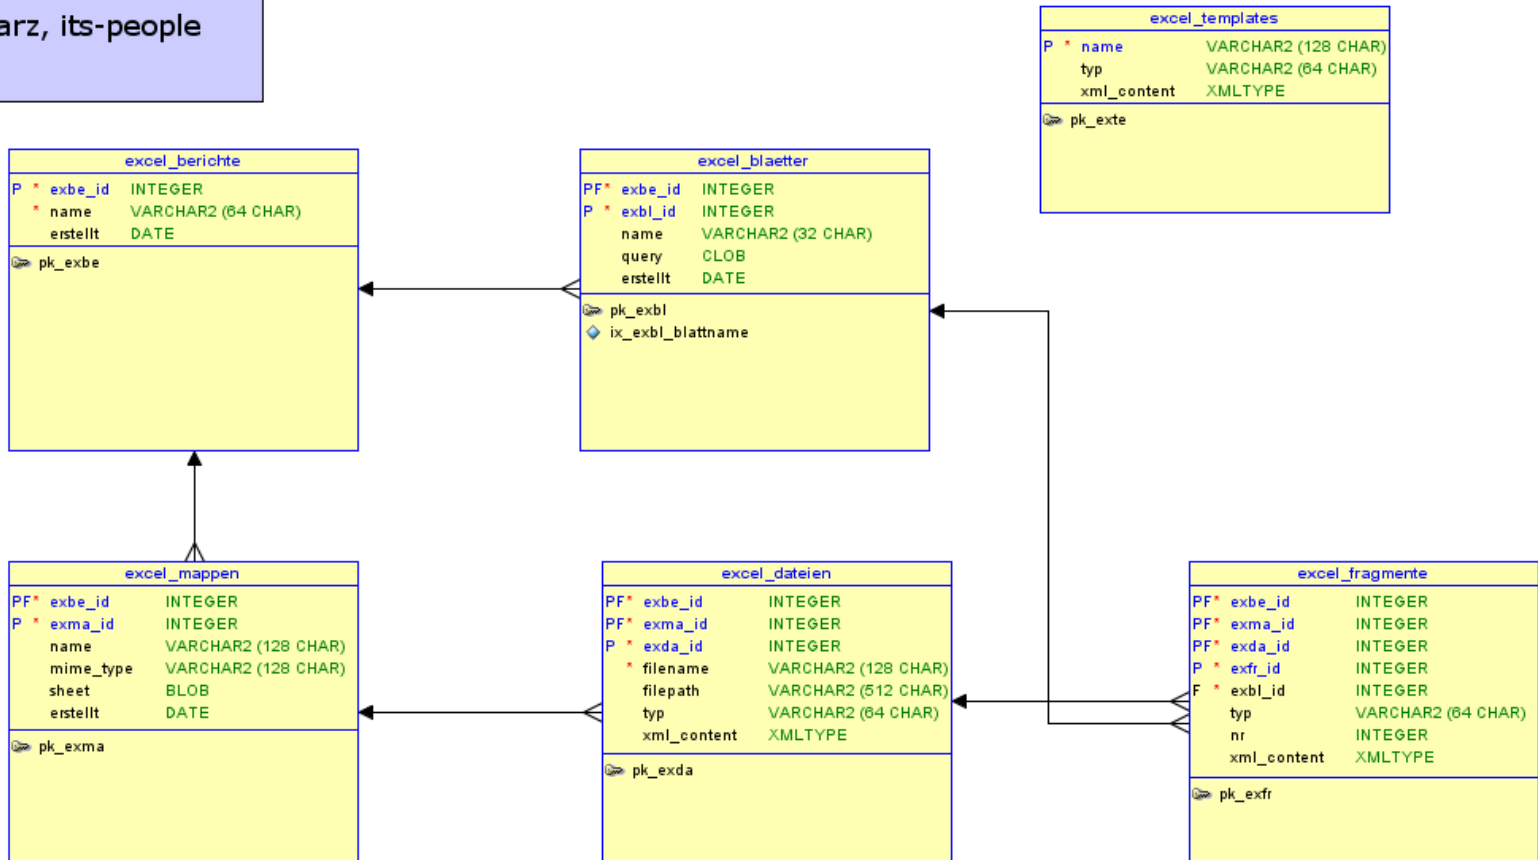 arz, its-people
excel_templates
P * name VARCHAR2 (128 CHAR)
typ VARCHAR2 (64 CHAR)
xml_content XMLTYPE
pk_exte
excel_berichte
P * exbe_id INTEGER
* name VARCHAR2 (64 CHAR)
erstellt DATE
pk_exbe
excel_blaetter
PF* exbe_id INTEGER
P * exbl_id INTEGER
name VARCHAR2 (32 CHAR)
query CLOB
erstellt DATE
pk_exbl
ix_exbl_blattname
excel_mappen
PF* exbe_id INTEGER
P * exma_id INTEGER
name VARCHAR2 (128 CHAR)
mime_type VARCHAR2 (128 CHAR)
sheet BLOB
erstellt DATE
pk_exma
excel_dateien
PF* exbe_id INTEGER
PF* exma_id INTEGER
P * exda_id INTEGER
* filename VARCHAR2 (128 CHAR)
filepath VARCHAR2 (512 CHAR)
typ VARCHAR2 (64 CHAR)
xml_content XMLTYPE
pk_exda
excel_fragmente
PF* exbe_id INTEGER
PF* exma_id INTEGER
PF* exda_id INTEGER
P * exfr_id INTEGER
F * exbl_id INTEGER
typ VARCHAR2 (64 CHAR)
nr INTEGER
xml_content XMLTYPE
pk_exfr